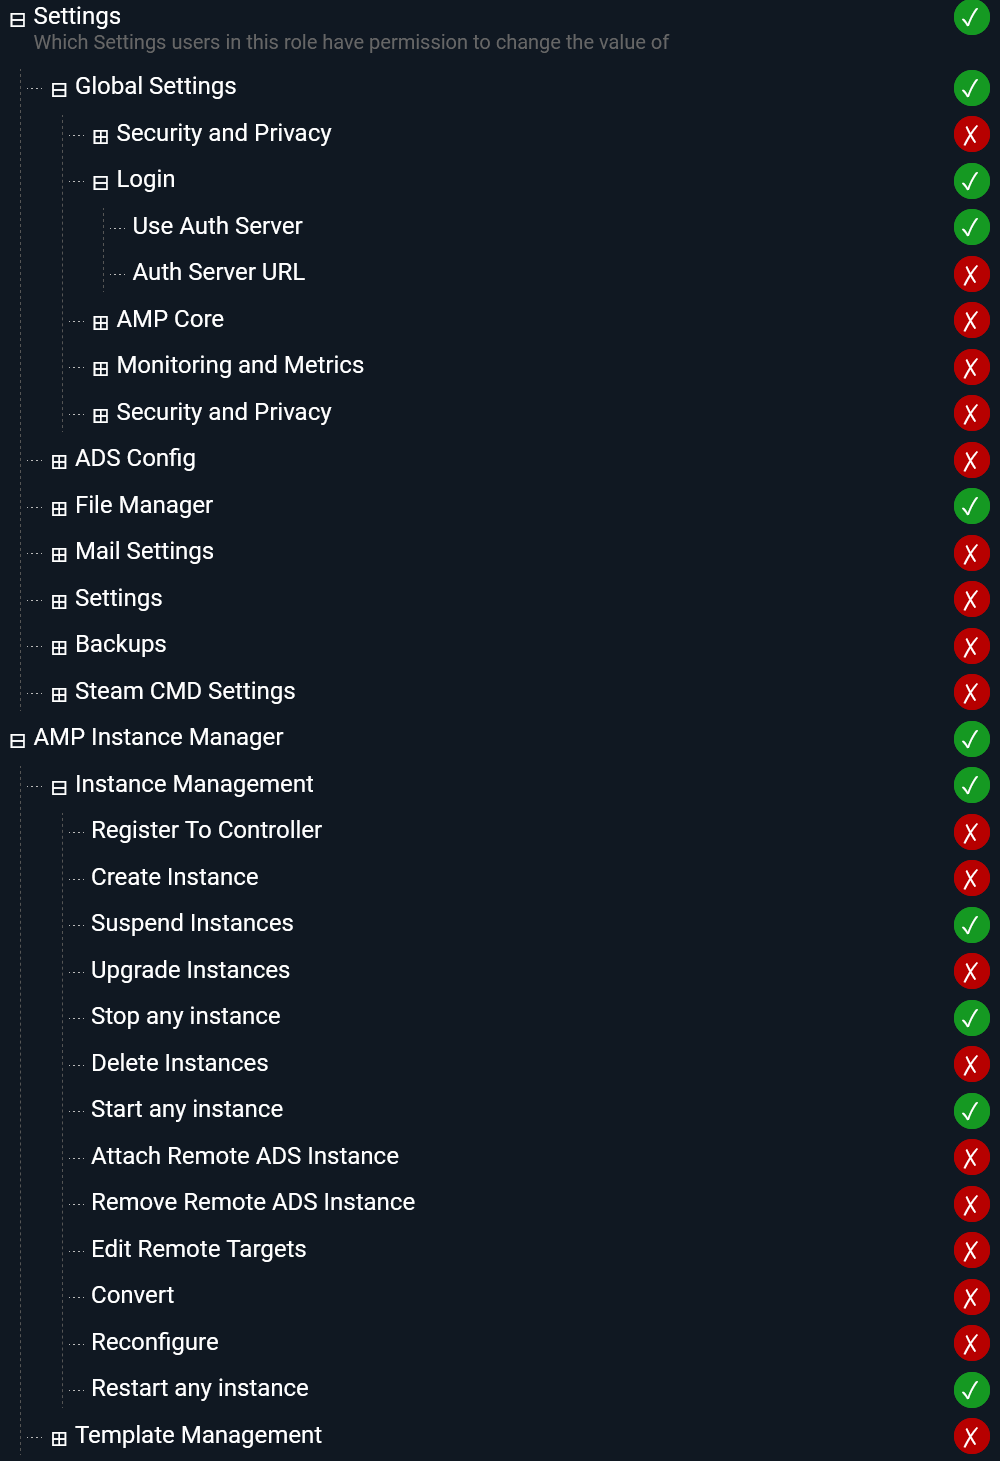 Settings
Which Settings users in this role have permission to change the value of
Global Settings
Security and Privacy
Login
Use Auth Server
Auth Server URL
AMP Core
Monitoring and Metrics
Security and Privacy
ADS Config
File Manager
Mail Settings
Settings
Backups
Steam CMD Settings
AMP Instance Manager
Instance Management
Register To Controller
Create Instance
Suspend Instances
Upgrade Instances
Stop any instance
Delete Instances
Start any instance
Attach Remote ADS Instance
Remove Remote ADS Instance
Edit Remote Targets
Convert
Reconfigure
Restart any instance
Template Management